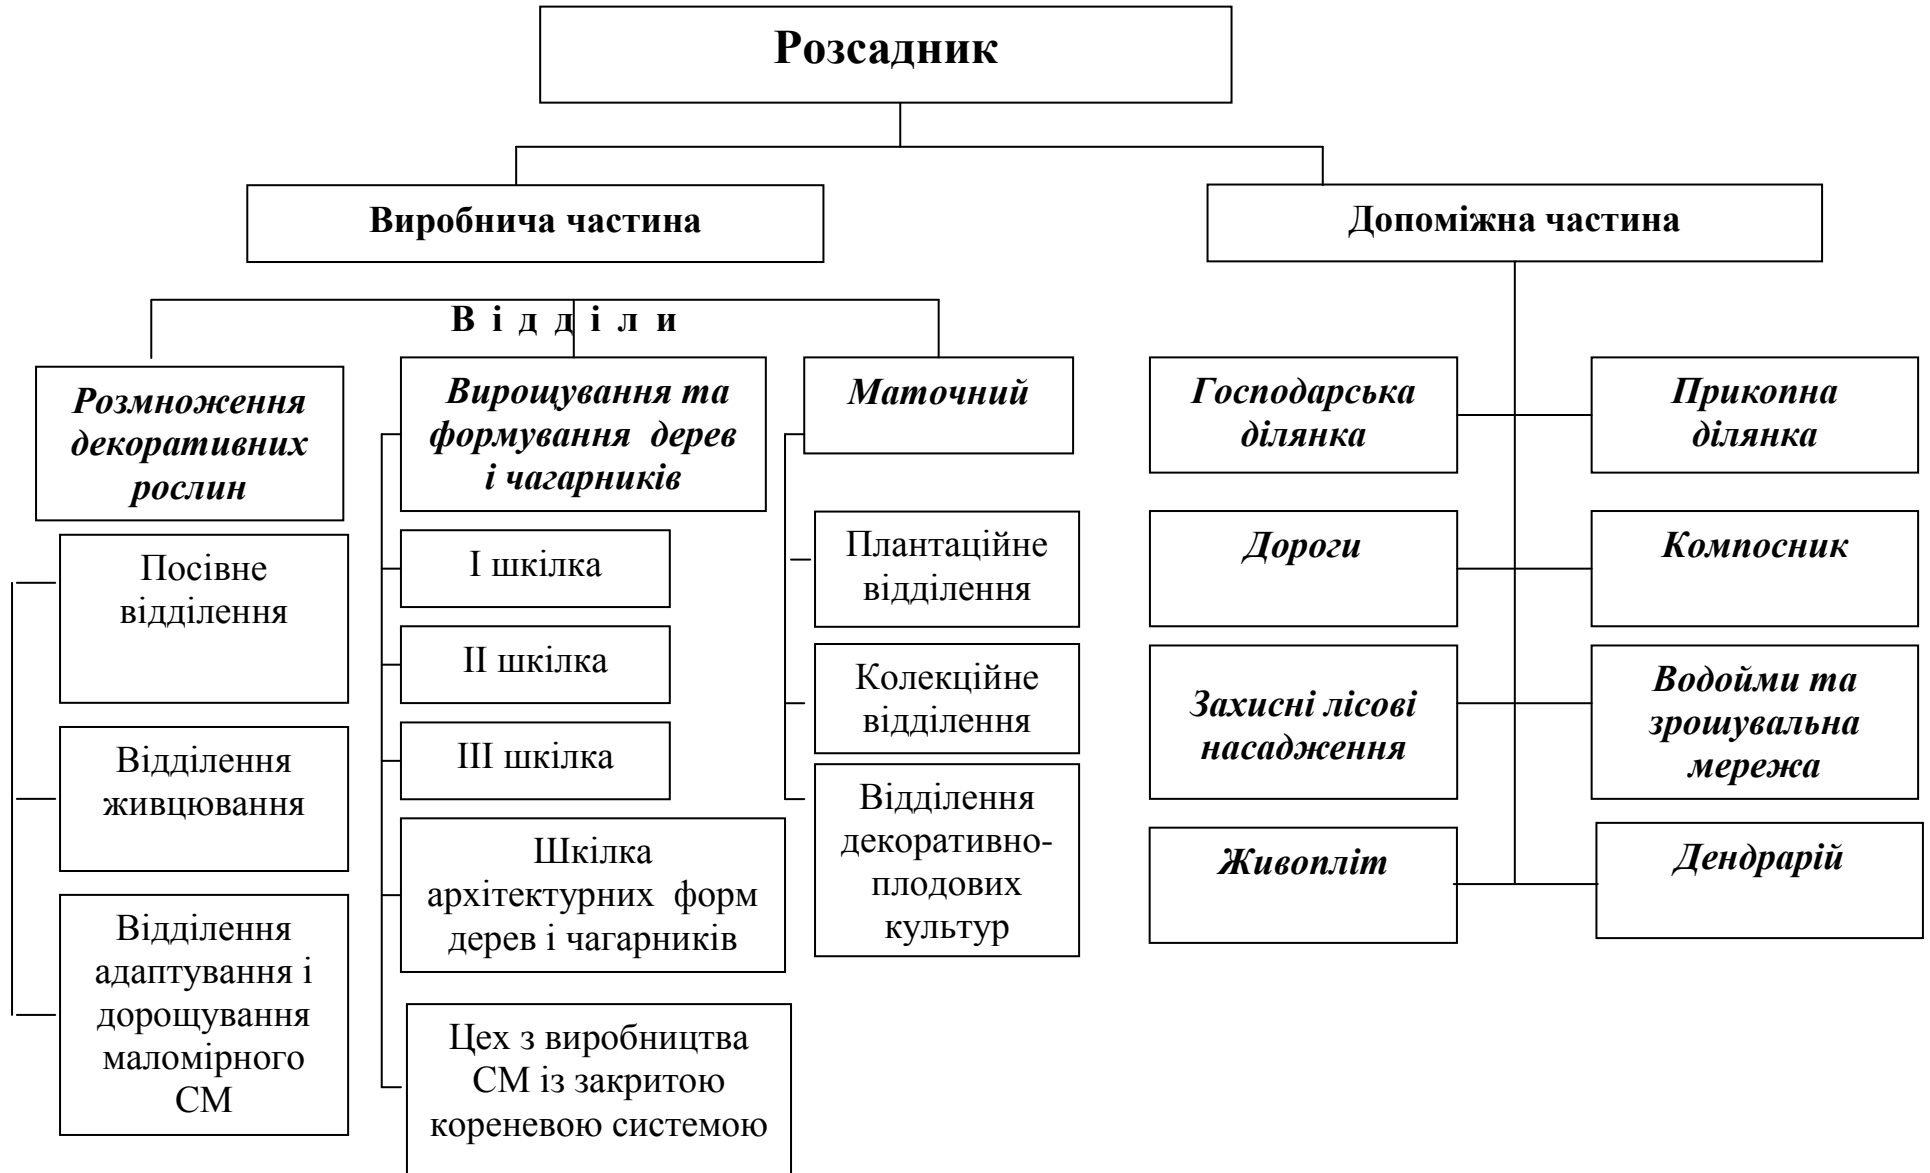 Розсадник
Виробнича частина
Допоміжна частина
В і д д і л и
Розмноження
декоративних
рослин
Посівне
відділення
Відділення
живцювання
Відділення
адаптування і
дорощування
маломірного
СМ
Вирощування та
формування дерев
і чагарників
І шкілка
ІІ шкілка
ІІІ шкілка
Шкілка
архітектурних форм
дерев і чагарників
Цех з виробництва
СМ із закритою
кореневою системою
Маточний
Плантаційне
відділення
Колекційне
відділення
Відділення
декоративно-
плодових
культур
Господарська
ділянка
Прикопна
ділянка
Дороги
Компосник
Захисні лісові
насадження
Водойми та
зрошувальна
мережа
Живопліт
Дендрарій